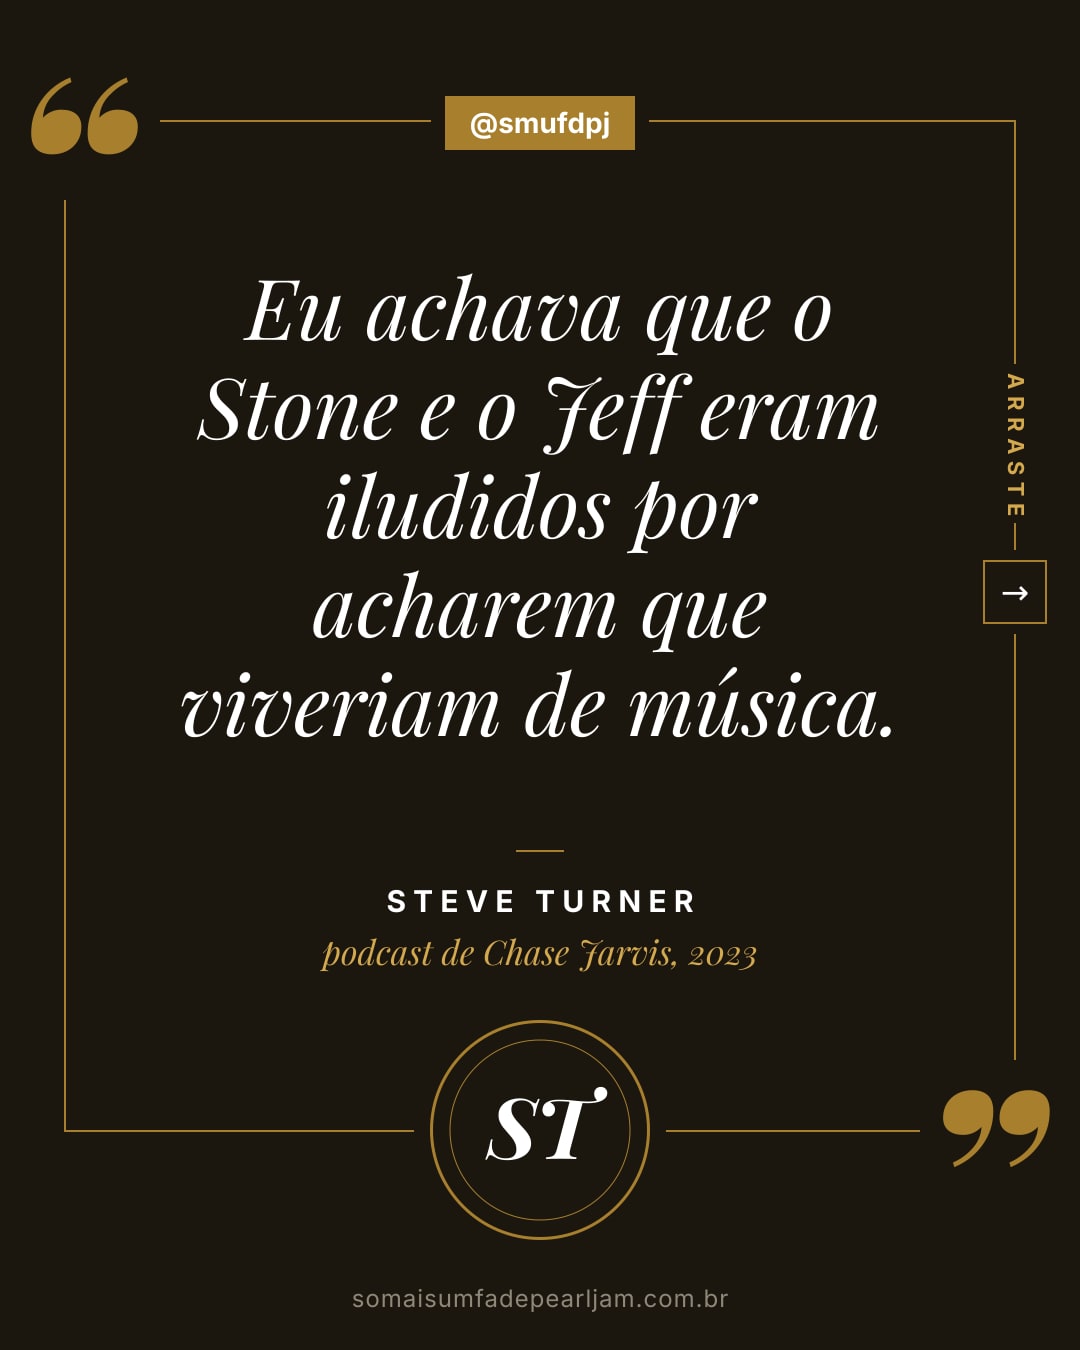 “
@smufdpj
Eu achava que o
Stone e o Jeff eram
iludidos por
acharem que
viveriam de música.
ARRASTE
→
STEVE TURNER
podcast de Chase Jarvis, 2023
ST
”
somaisumfadepearljam.com.br